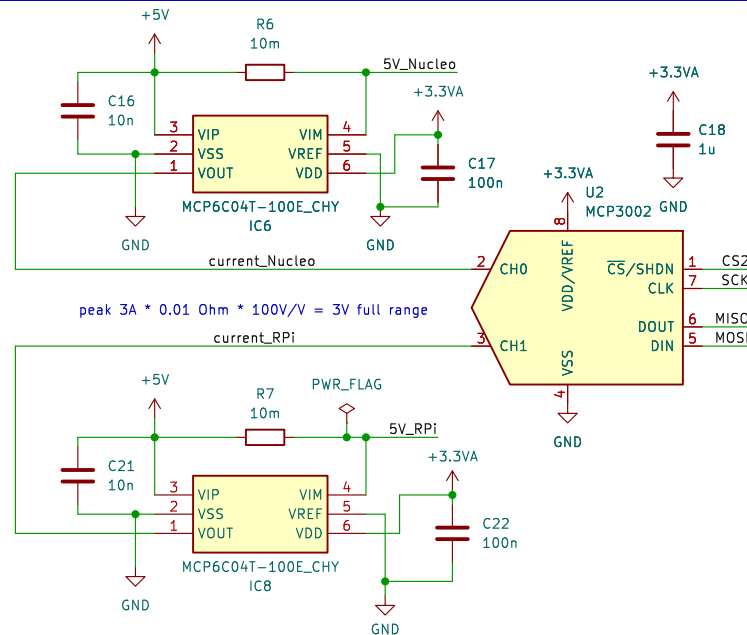 +5V
R6
10m
5V_Nucleo
+3.3VA
C16
10n
3 VIP VIM 4
2 VSS VREF 5
1 VOUT VDD 6
C17
100n
MCP6C04T-100E_CHY
IC6
GND
GND
+3.3VA
C18
1u
GND
+3.3VA
U2
MCP3002
8
VDD/VREF
current_Nucleo
2 CH0
CS/SHDN 1 CS2
CLK 7 SCK
peak 3A * 0.01 Ohm * 100V/V = 3V full range
DOUT 6 MISO
DIN 5 MOSI
current_RPi
3 CH1
VSS
4
GND
+5V
R7
10m
PWR_FLAG
5V_RPi
+3.3VA
C21
10n
3 VIP VIM 4
2 VSS VREF 5
1 VOUT VDD 6
C22
100n
MCP6C04T-100E_CHY
IC8
GND
GND